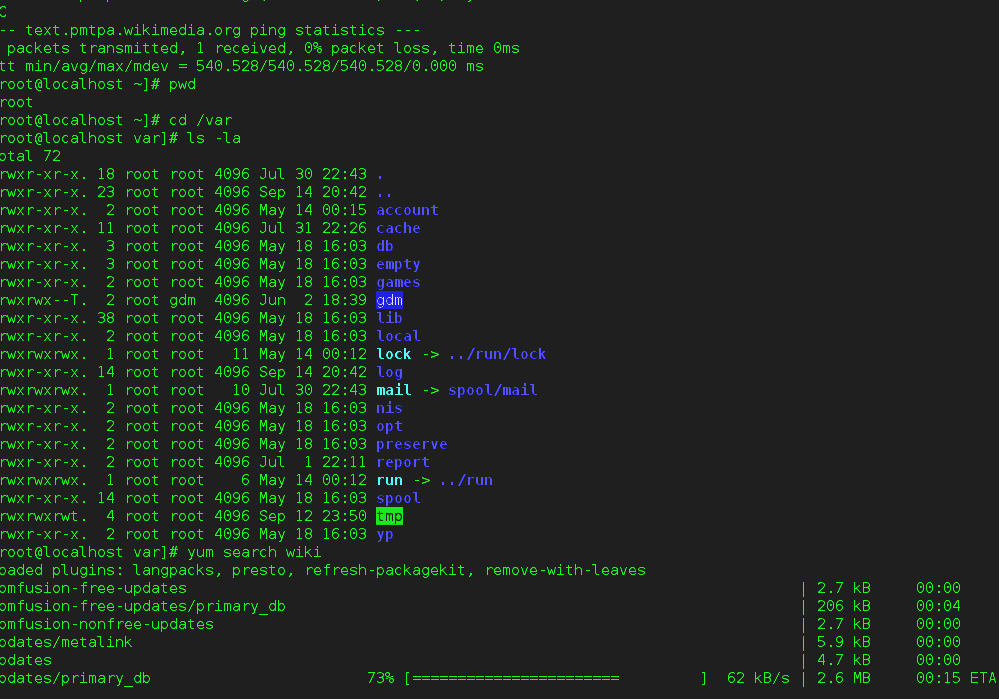 C
-- text.pmtpa.wikimedia.org ping statistics ---
packets transmitted, 1 received, 0% packet loss, time 0ms
tt min/avg/max/mdev = 540.528/540.528/540.528/0.000 ms
root@localhost ~]# pwd
root
root@localhost ~]# cd /var
root@localhost var]# ls -la
otal 72
rwxr-xr-x. 18 root root 4096 Jul 30 22:43 .
rwxr-xr-x. 23 root root 4096 Sep 14 20:42 ..
rwxr-xr-x.  2 root root 4096 May 14 00:15 account
rwxr-xr-x. 11 root root 4096 Jul 31 22:26 cache
rwxr-xr-x.  3 root root 4096 May 18 16:03 db
rwxr-xr-x.  3 root root 4096 May 18 16:03 empty
rwxr-xr-x.  2 root root 4096 May 18 16:03 games
rwxrwx--T.  2 root gdm  4096 Jun  2 18:39 gdm
rwxr-xr-x. 38 root root 4096 May 18 16:03 lib
rwxr-xr-x.  2 root root 4096 May 18 16:03 local
rwxrwxrwx.  1 root root   11 May 14 00:12 lock -> ../run/lock
rwxr-xr-x. 14 root root 4096 Sep 14 20:42 log
rwxrwxrwx.  1 root root   10 Jul 30 22:43 mail -> spool/mail
rwxr-xr-x.  2 root root 4096 May 18 16:03 nis
rwxr-xr-x.  2 root root 4096 May 18 16:03 opt
rwxr-xr-x.  2 root root 4096 May 18 16:03 preserve
rwxr-xr-x.  2 root root 4096 Jul  1 22:11 report
rwxrwxrwx.  1 root root    6 May 14 00:12 run -> ../run
rwxr-xr-x. 14 root root 4096 May 18 16:03 spool
rwxrwxrwt.  4 root root 4096 Sep 12 23:50 tmp
rwxr-xr-x.  2 root root 4096 May 18 16:03 yp
root@localhost var]# yum search wiki
oaded plugins: langpacks, presto, refresh-packagekit, remove-with-leaves
pmfusion-free-updates | 2.7 kB 00:00
pmfusion-free-updates/primary_db | 206 kB 00:04
pmfusion-nonfree-updates | 2.7 kB 00:00
pdates/metalink | 5.9 kB 00:00
pdates | 4.7 kB 00:00
pdates/primary_db 73% [======================= ] 62 kB/s | 2.6 MB 00:15 ETA